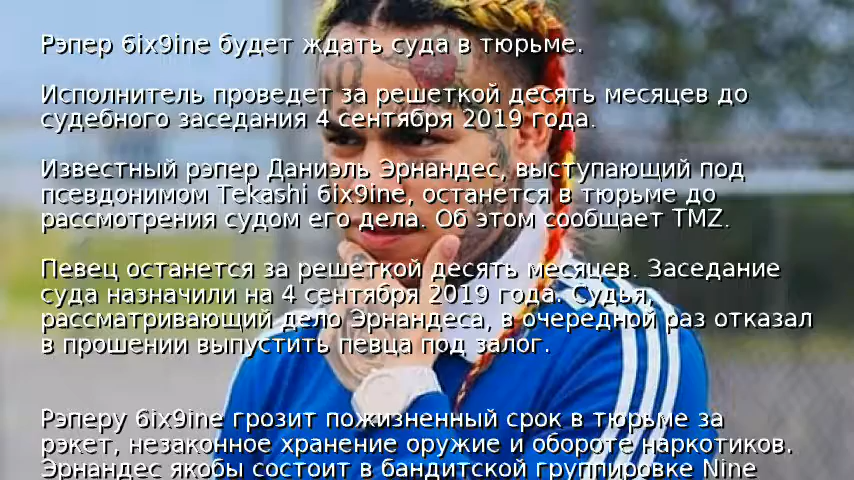 Рэпер 6ix9ine будет ждать суда в тюрьме.
Исполнитель проведет за решеткой десять месяцев до
судебного заседания 4 сентября 2019 года.
Известный рэпер Даниэль Эрнандес, выступающий под
псевдонимом Tekashi 6ix9ine, останется в тюрьме до
рассмотрения судом его дела. Об этом сообщает TMZ.
Певец останется за решеткой десять месяцев. Заседание
суда назначили на 4 сентября 2019 года. Судья,
рассматривающий дело Эрнандеса, в очередной раз отказал
в прошении выпустить певца под залог.
Рэперу 6ix9ine грозит пожизненный срок в тюрьме за
рэкет, незаконное хранение оружие и обороте наркотиков.
Эрнандес якобы состоит в бандитской группировке Nine